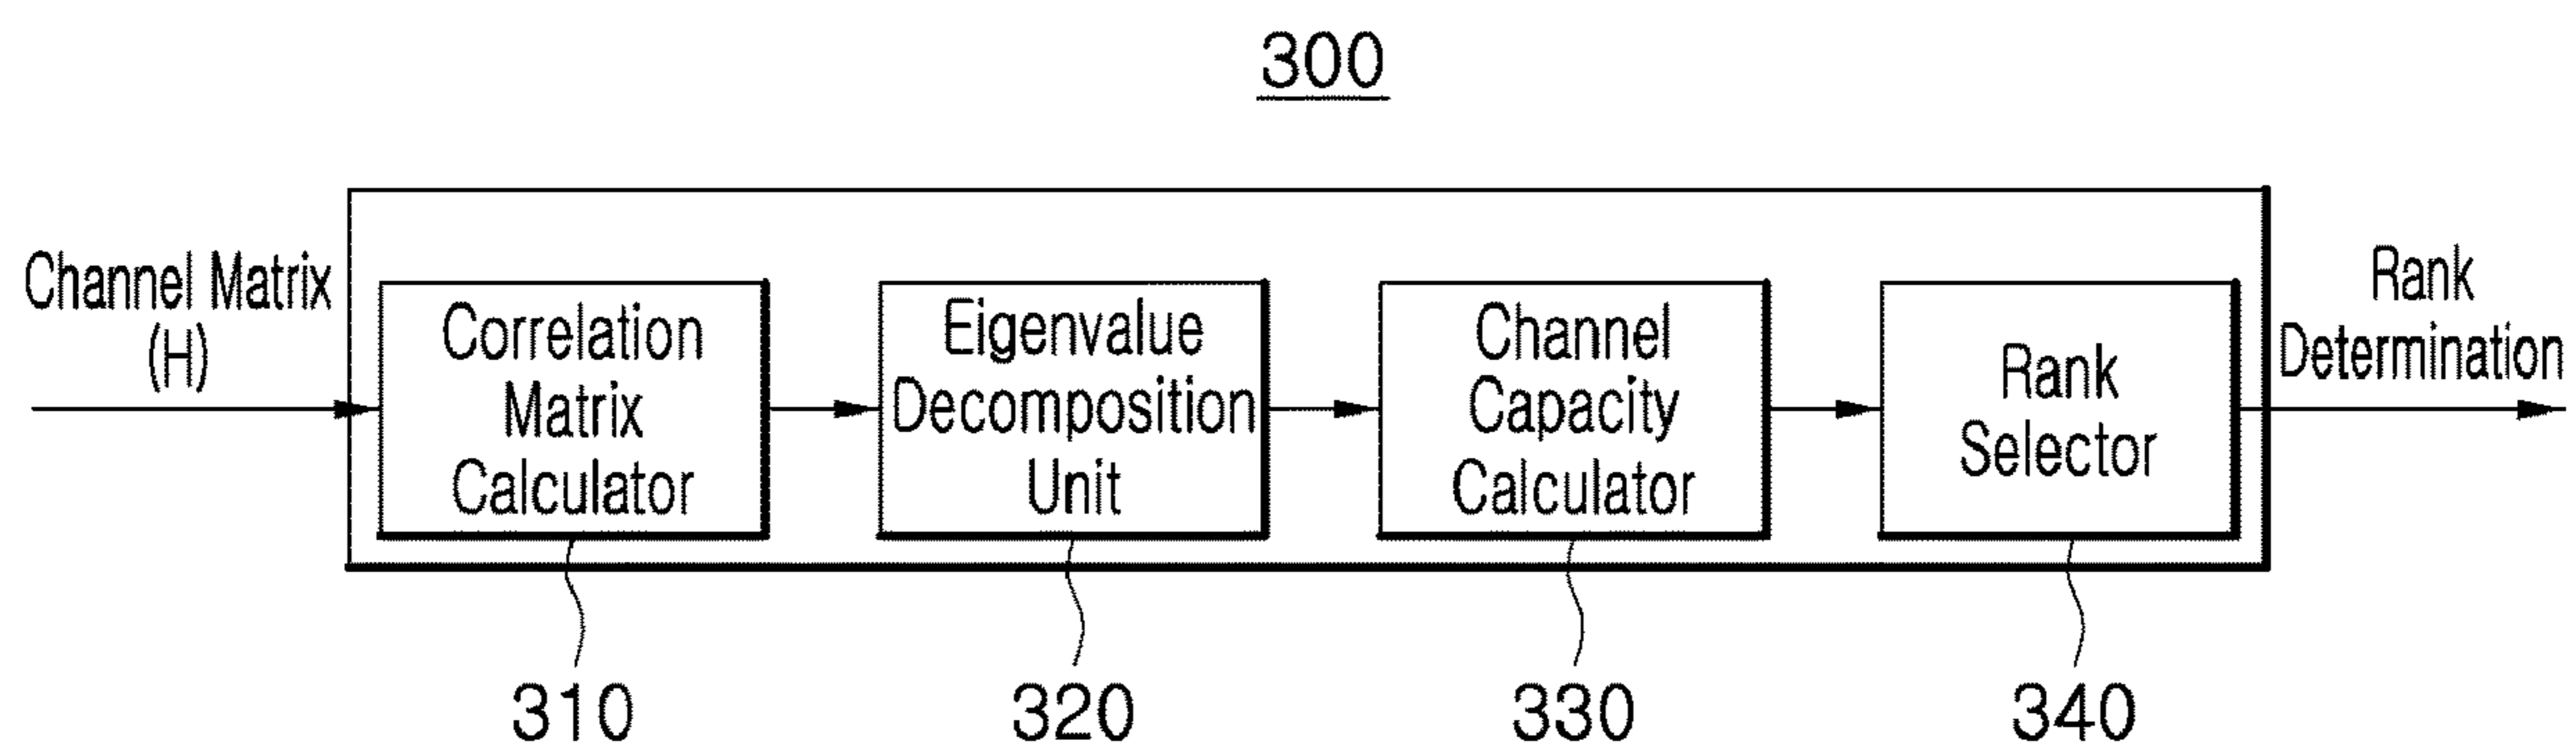 300
Channel Matrix
(H)
Correlation
Matrix
Calculator
Eigenvalue
Decomposition
Unit
Channel
Capacity
Calculator
Rank
Selector
Rank
Determination
310
320
330
340